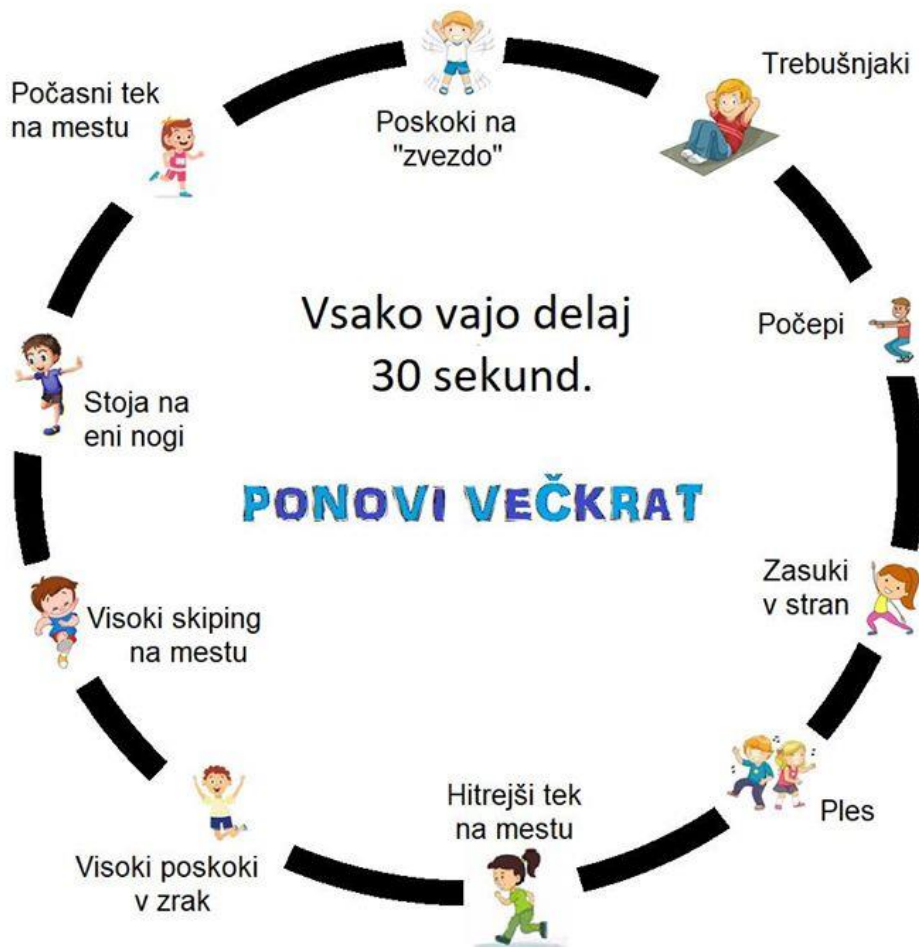 Poskoki na
"zvezdo"
Trebušnjaki
Počepi
Zasuki
v stran
Ples
Hitrejši tek
na mestu
Visoki poskoki
v zrak
Visoki skiping
na mestu
Stoja na
eni nogi
Počasni tek
na mestu
Vsako vajo delaj
30 sekund.
PONOVI VEČKRAT